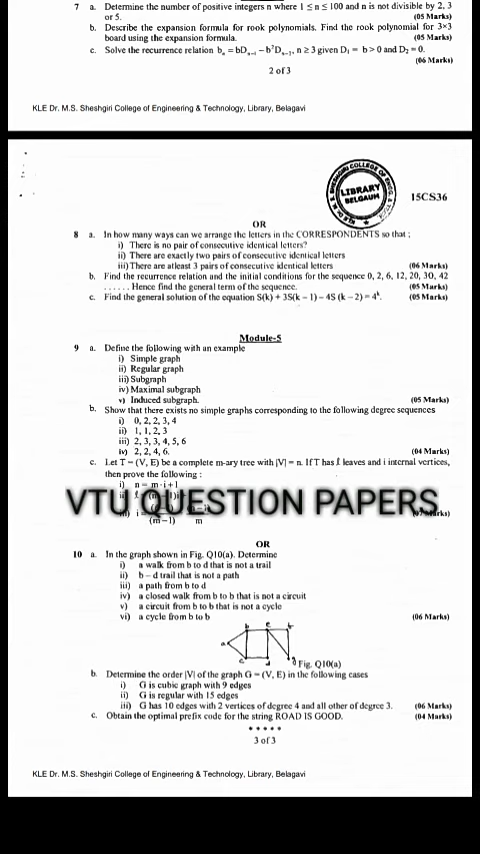 7 a. Determine the number of positive integers n where 1 ≤ n ≤ 100 and n is not divisible by 2, 3
or 5. (05 Marks)
b. Describe the expansion formula for rook polynomials. Find the rook polynomial for 3×3
board using the expansion formula. (05 Marks)
c. Solve the recurrence relation bₙ = bDₙ₋₁ – b²Dₙ₋₂, n ≥ 3 given D₁ = b > 0 and D₂ = 0.
(06 Marks)
2 of 3
KLE Dr. M.S. Sheshgiri College of Engineering & Technology, Library, Belagavi
LIBRARY
BELGAUM
15CS36
OR
8 a. In how many ways can we arrange the letters in the CORRESPONDENTS so that ;
i) There is no pair of consecutive identical letters?
ii) There are exactly two pairs of identical letters
iii) There are atleast 3 pairs of consecutive identical letters (06 Marks)
b. Find the recurrence relation and the initial conditions for the sequence 0, 2, 6, 12, 20, 30, 42
...... Hence find the general term of the sequence. (05 Marks)
c. Find the general solution of the equation S(k) + 3S(k – 1) – 4S (k – 2) = 4ᵏ. (05 Marks)
Module-5
9 a. Define the following with an example
i) Simple graph
ii) Regular graph
iii) Subgraph
iv) Maximal subgraph
v) Induced subgraph. (05 Marks)
b. Show that there exists no simple graphs corresponding to the following degree sequences
i) 0, 2, 2, 3, 4
ii) 1, 1, 2, 3
iii) 2, 3, 3, 4, 5, 6
iv) 2, 2, 4, 6. (04 Marks)
c. Let T = (V, E) be a complete m-ary tree with |V| = n. If T has ℓ leaves and i internal vertices,
then prove the following :
i) n = m·i + 1
VTU QUESTION PAPERS
(m–1) m
OR
10 a. In the graph shown in Fig. Q10(a). Determine
i) a walk from b to d that is not a trail
ii) b – d trail that is not a path
iii) a path from b to d
iv) a closed walk from b to b that is not a circuit
v) a circuit from b to b that is not a cycle
vi) a cycle from b to b (06 Marks)
Fig. Q10(a)
b. Determine the order |V| of the graph G = (V, E) in the following cases
i) G is cubic graph with 9 edges
ii) G is regular with 15 edges
iii) G has 10 edges with 2 vertices of degree 4 and all other of degree 3. (06 Marks)
c. Obtain the optimal prefix code for the string ROAD IS GOOD. (04 Marks)
* * * * *
3 of 3
KLE Dr. M.S. Sheshgiri College of Engineering & Technology, Library, Belagavi